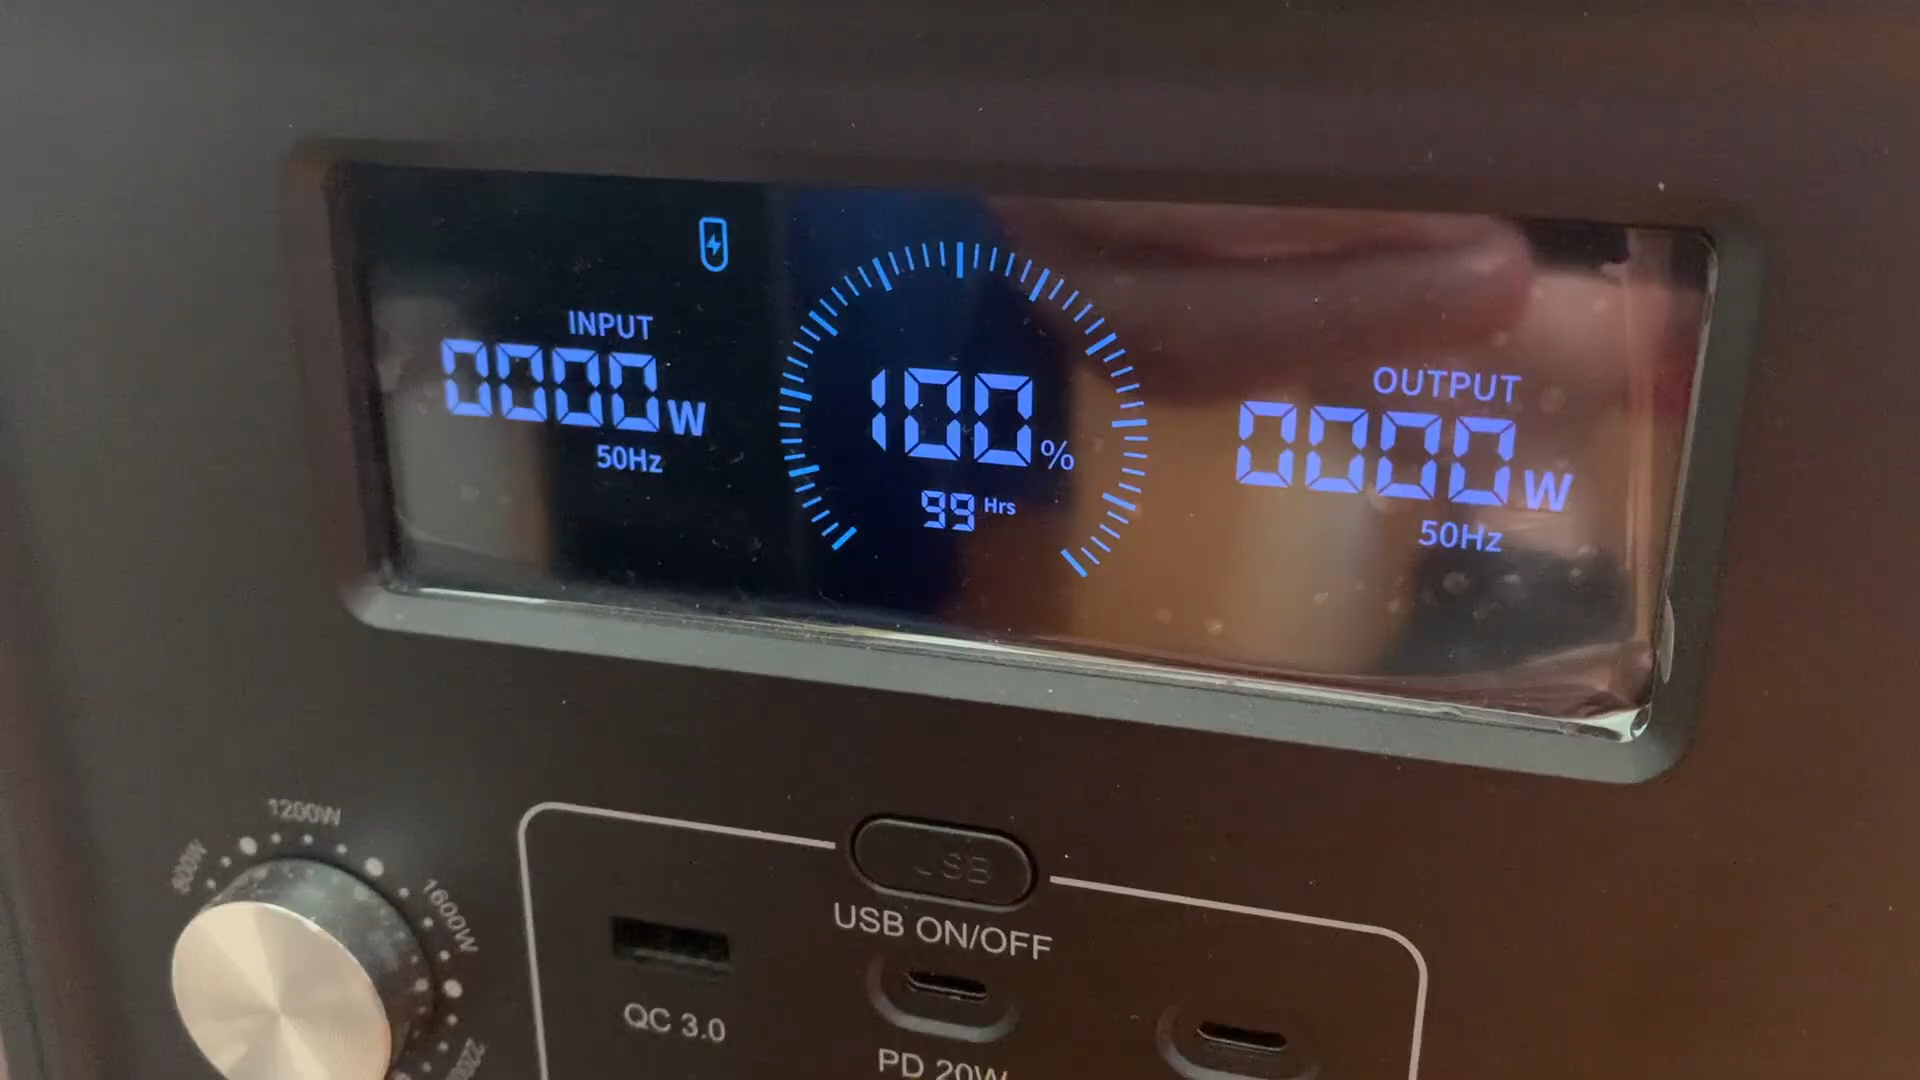 INPUT
0000W
50Hz
100%
99 Hrs
OUTPUT
0000W
50Hz
800W
1200W
1600W
USB
USB ON/OFF
QC 3.0
PD 20W